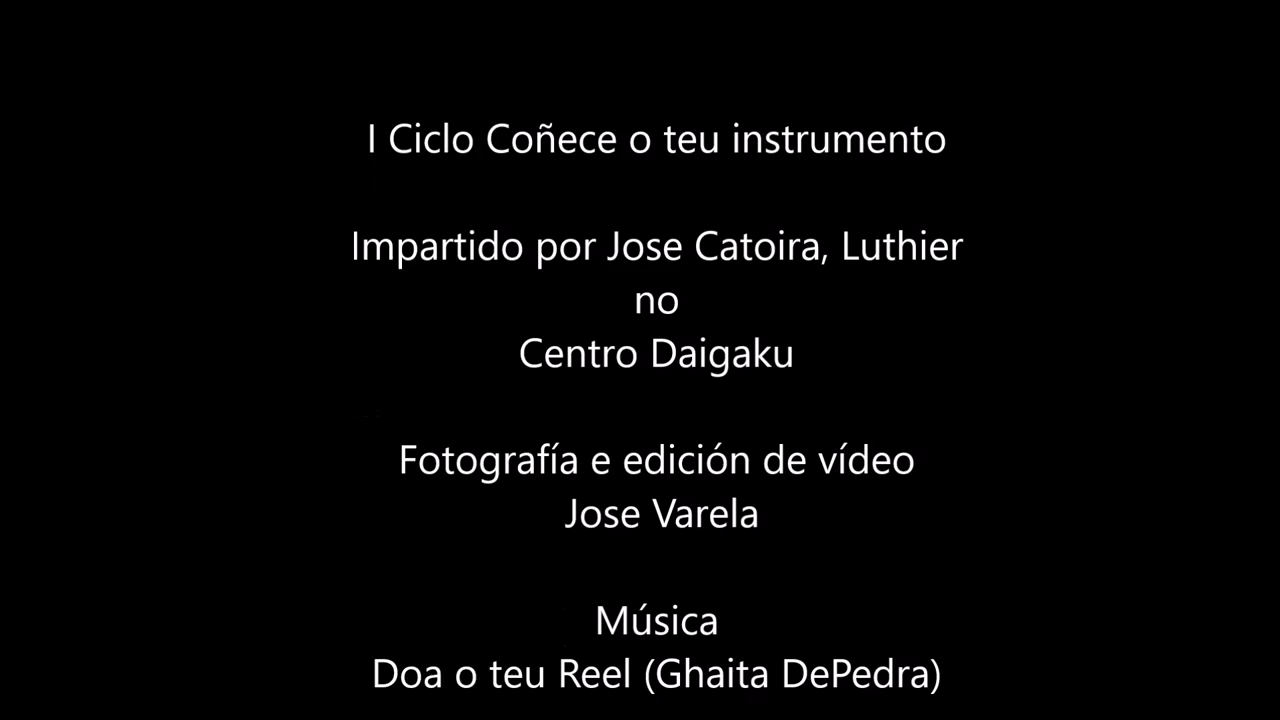 I Ciclo Coñece o teu instrumento
Impartido por Jose Catoira, Luthier
no
Centro Daigaku
Fotografía e edición de vídeo
Jose Varela
Música
Doa o teu Reel (Ghaita DePedra)